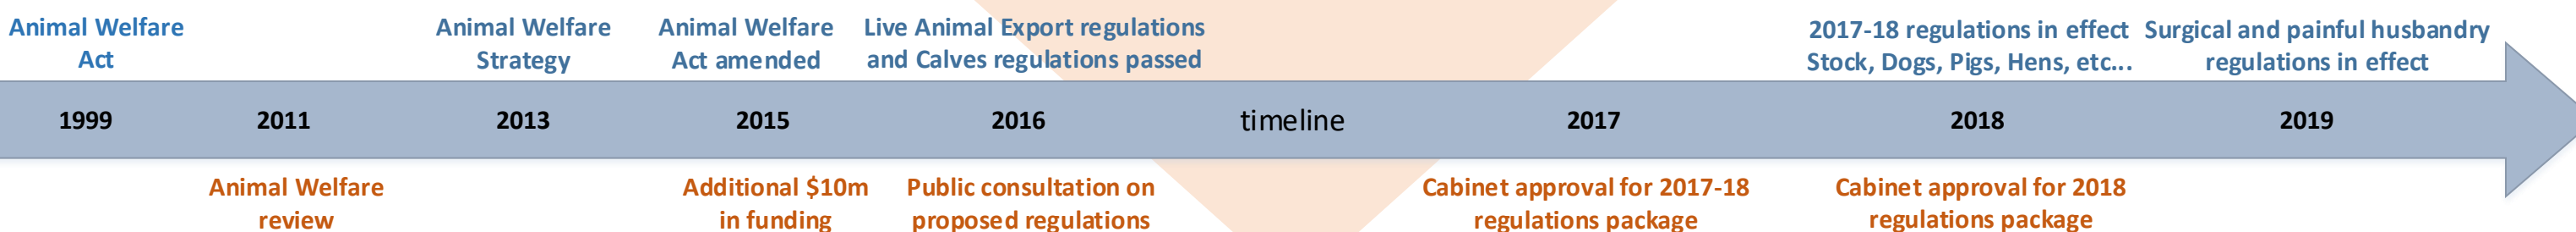 Animal Welfare
Act
Animal Welfare
Strategy
Animal Welfare
Act amended
Live Animal Export regulations
and Calves regulations passed
2017-18 regulations in effect
Stock, Dogs, Pigs, Hens, etc...
Surgical and painful husbandry
regulations in effect
1999 2011 2013 2015 2016 timeline 2017 2018 2019
Animal Welfare
review
Additional $10m
in funding
Public consultation on
proposed regulations
Cabinet approval for 2017-18
regulations package
Cabinet approval for 2018
regulations package